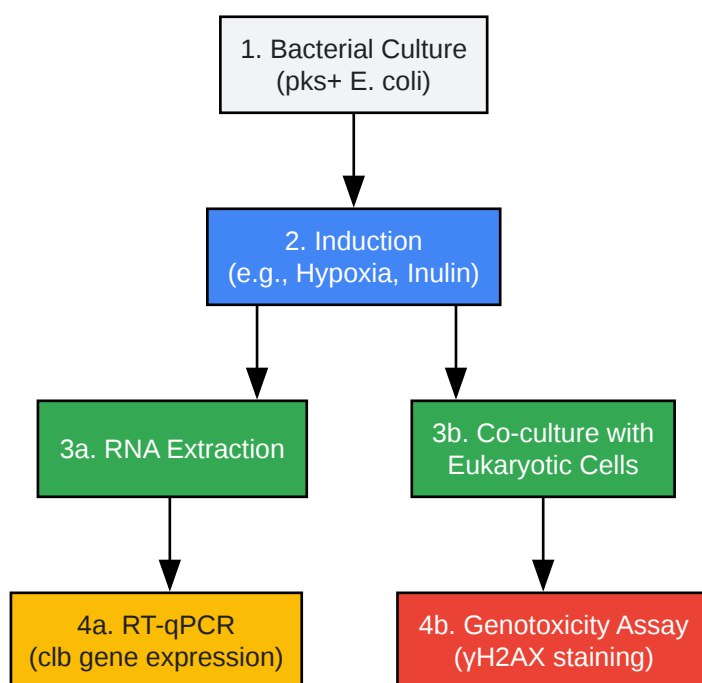 1. Bacterial Culture
(pks+ E. coli)
2. Induction
(e.g., Hypoxia, Inulin)
3a. RNA Extraction
3b. Co-culture with
Eukaryotic Cells
4a. RT-qPCR
(clb gene expression)
4b. Genotoxicity Assay
(γH2AX staining)